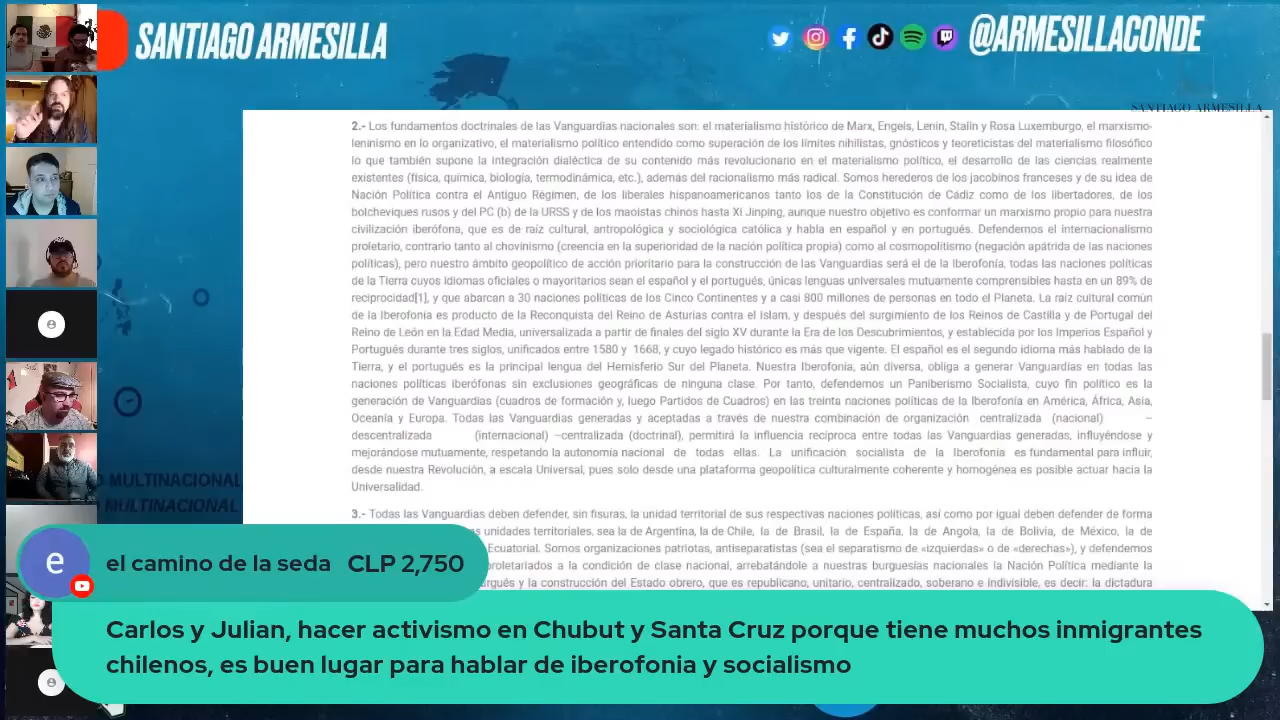 SANTIAGO ARMESILLA
@ARMESILLACONDE
SANTIAGO ARMESILLA
2.- Los fundamentos doctrinales de las Vanguardias nacionales son: el materialismo histórico de Marx, Engels, Lenin, Stalin y Rosa Luxemburgo, el marxismo-
leninismo en lo organizativo, el materialismo político entendido como superación de los límites nihilistas, gnósticos y teoreticistas del materialismo filosófico
lo que también supone la integración dialéctica de su contenido más revolucionario en el materialismo político, el desarrollo de las ciencias realmente
existentes (física, química, biología, termodinámica, etc.), además del racionalismo más radical. Somos herederos de los jacobinos franceses y de su idea de
Nación Política contra el Antiguo Régimen, de los liberales hispanoamericanos tanto los de la Constitución de Cádiz como de los libertadores, de los
bolcheviques rusos y del PC (b) de la URSS y de los maoístas chinos hasta Xi Jinping, aunque nuestro objetivo es conformar un marxismo propio para nuestra
civilización iberófona, que es de raíz cultural, antropológica y sociológica católica y habla en español y en portugués. Defendemos el internacionalismo
proletario, contrario tanto al chovinismo (creencia en la superioridad de la nación política propia) como al cosmopolitismo (negación apátrida de las naciones
políticas), pero nuestro ámbito geopolítico de acción prioritario para la construcción de las Vanguardias será el de la Iberofonía, todas las naciones políticas
de la Tierra cuyos idiomas oficiales o mayoritarios sean el español y el portugués, únicas lenguas universales mutuamente comprensibles hasta en un 89% de
reciprocidad[1], y que abarcan a 30 naciones políticas de los Cinco Continentes y a casi 800 millones de personas en todo el Planeta. La raíz cultural común
de la Iberofonía es producto de la Reconquista del Reino de Asturias contra el Islam, y después del surgimiento de los Reinos de Castilla y de Portugal del
Reino de León en la Edad Media, universalizada a partir de finales del siglo XV durante la Era de los Descubrimientos, y establecida por los Imperios Español y
Portugués durante tres siglos, unificados entre 1580 y 1668, y cuyo legado histórico es más que vigente. El español es el segundo idioma más hablado de la
Tierra, y el portugués es la principal lengua del Hemisferio Sur del Planeta. Nuestra Iberofonía, aún diversa, obliga a generar Vanguardias en todas las
naciones políticas iberófonas sin exclusiones geográficas de ninguna clase. Por tanto, defendemos un Paniberismo Socialista, cuyo fin político es la
generación de Vanguardias (cuadros de formación y, luego Partidos de Cuadros) en las treinta naciones políticas de la Iberofonía en América, África, Asia,
Oceanía y Europa. Todas las Vanguardias generadas y aceptadas a través de nuestra combinación de organización centralizada (nacional) –
descentralizada (internacional) –centralizada (doctrinal), permitirá la influencia recíproca entre todas las Vanguardias generadas, influyéndose y
mejorándose mutuamente, respetando la autonomía nacional de todas ellas. La unificación socialista de la Iberofonía es fundamental para influir,
desde nuestra Revolución, a escala Universal, pues solo desde una plataforma geopolítica culturalmente coherente y homogénea es posible actuar hacia la
Universalidad.
O MULTINACIONAL
O MULTINACIONAL
3.- Todas las Vanguardias deben defender, sin fisuras, la unidad territorial de sus respectivas naciones políticas, así como por igual deben defender de forma
unidades territoriales, sea la de Argentina, la de Chile, la de Brasil, la de España, la de Angola, la de Bolivia, de México, la de
Ecuatorial. Somos organizaciones patriotas, antiseparatistas (sea el separatismo de «izquierdas» o de «derechas»), y defendemos
proletariados a la condición de clase nacional, arrebatándole a nuestras burguesías nacionales la Nación Política mediante la
y la construcción del Estado obrero, que es republicano, unitario, centralizado, soberano e indivisible, es decir: la dictadura
e
el camino de la seda CLP 2,750
Carlos y Julian, hacer activismo en Chubut y Santa Cruz porque tiene muchos inmigrantes
chilenos, es buen lugar para hablar de iberofonia y socialismo